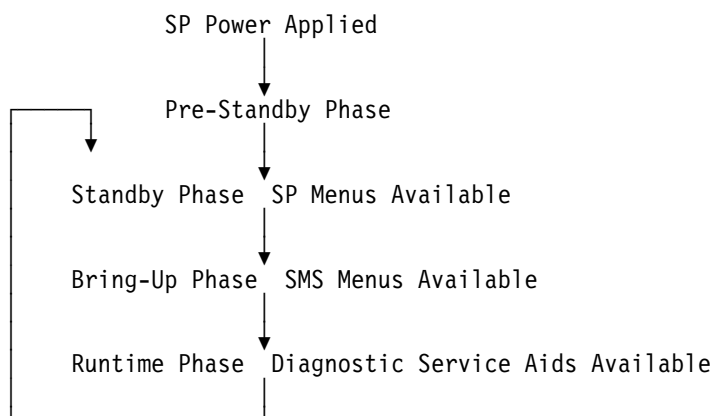 SP Power Applied
Pre-Standby Phase
Standby Phase SP Menus Available
Bring-Up Phase SMS Menus Available
Runtime Phase Diagnostic Service Aids Available